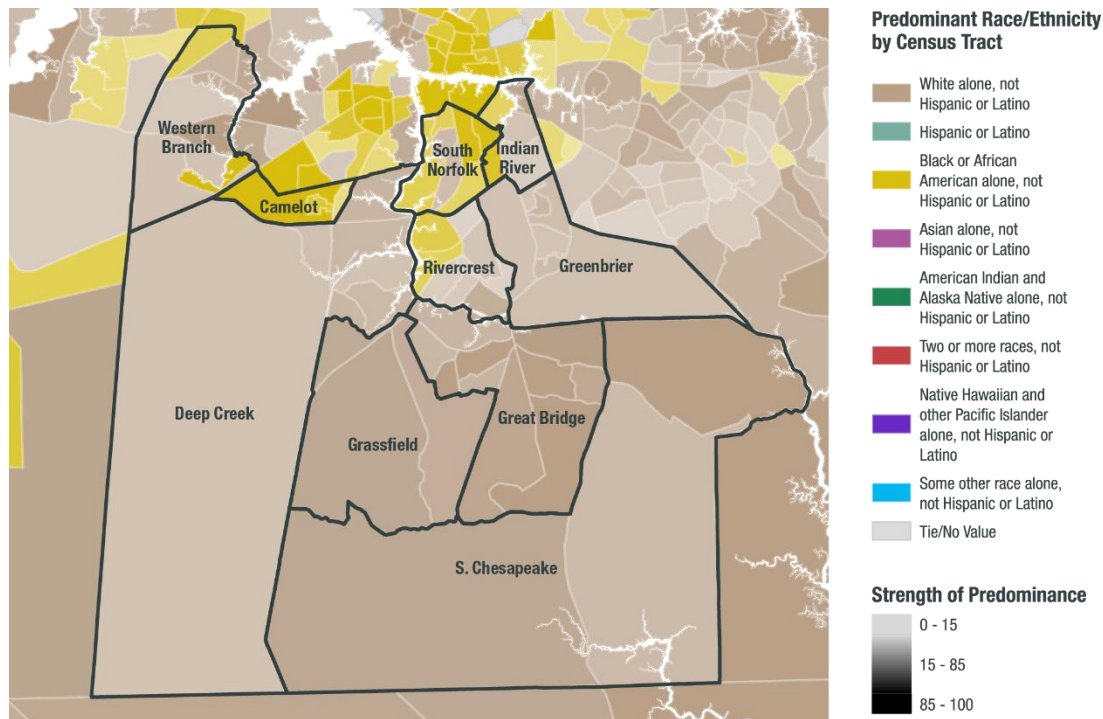 Western
Branch
Camelot
South
Norfolk
Indian
River
Rivercrest
Greenbrier
Deep Creek
Grassfield
Great Bridge
S. Chesapeake
Predominant Race/Ethnicity
by Census Tract
White alone, not
Hispanic or Latino
Hispanic or Latino
Black or African
American alone, not
Hispanic or Latino
Asian alone, not
Hispanic or Latino
American Indian and
Alaska Native alone, not
Hispanic or Latino
Two or more races, not
Hispanic or Latino
Native Hawaiian and
other Pacific Islander
alone, not Hispanic or
Latino
Some other race alone,
not Hispanic or Latino
Tie/No Value
Strength of Predominance
0 - 15
15 - 85
85 - 100